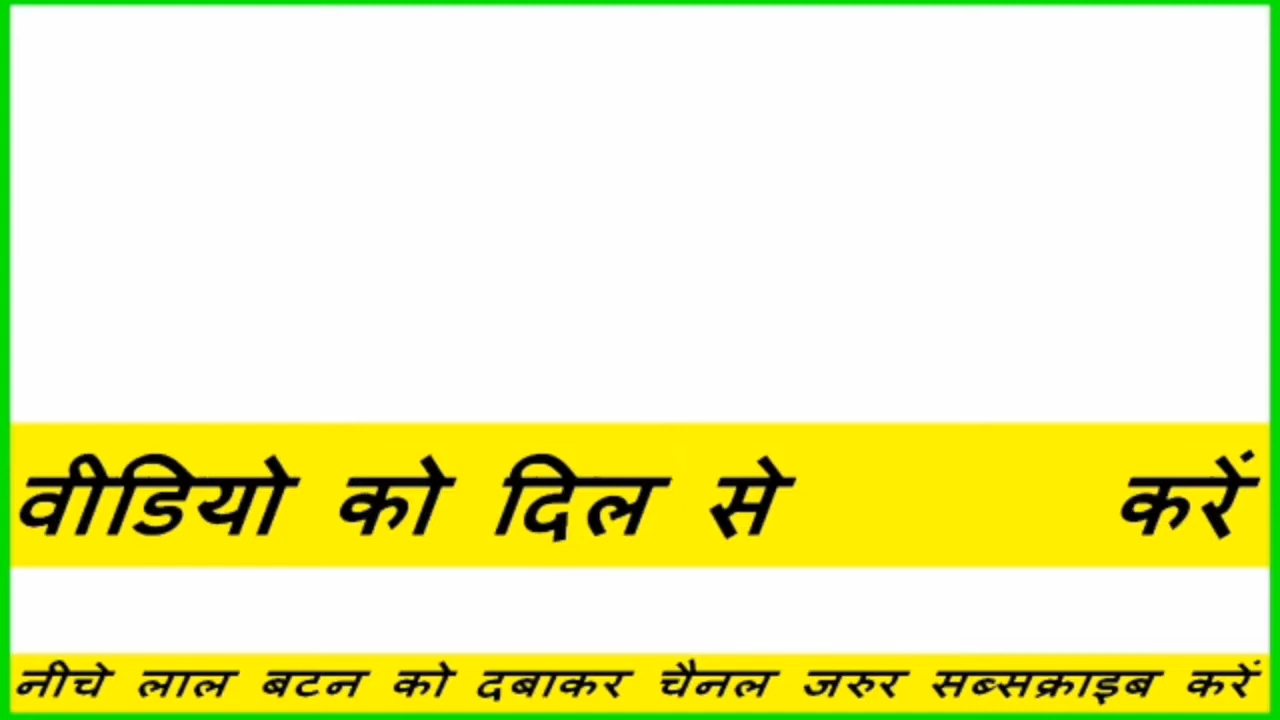 वीडियो को दिल से करें
नीचे लाल बटन को दबाकर चैनल जरुर सब्सक्राइब करें